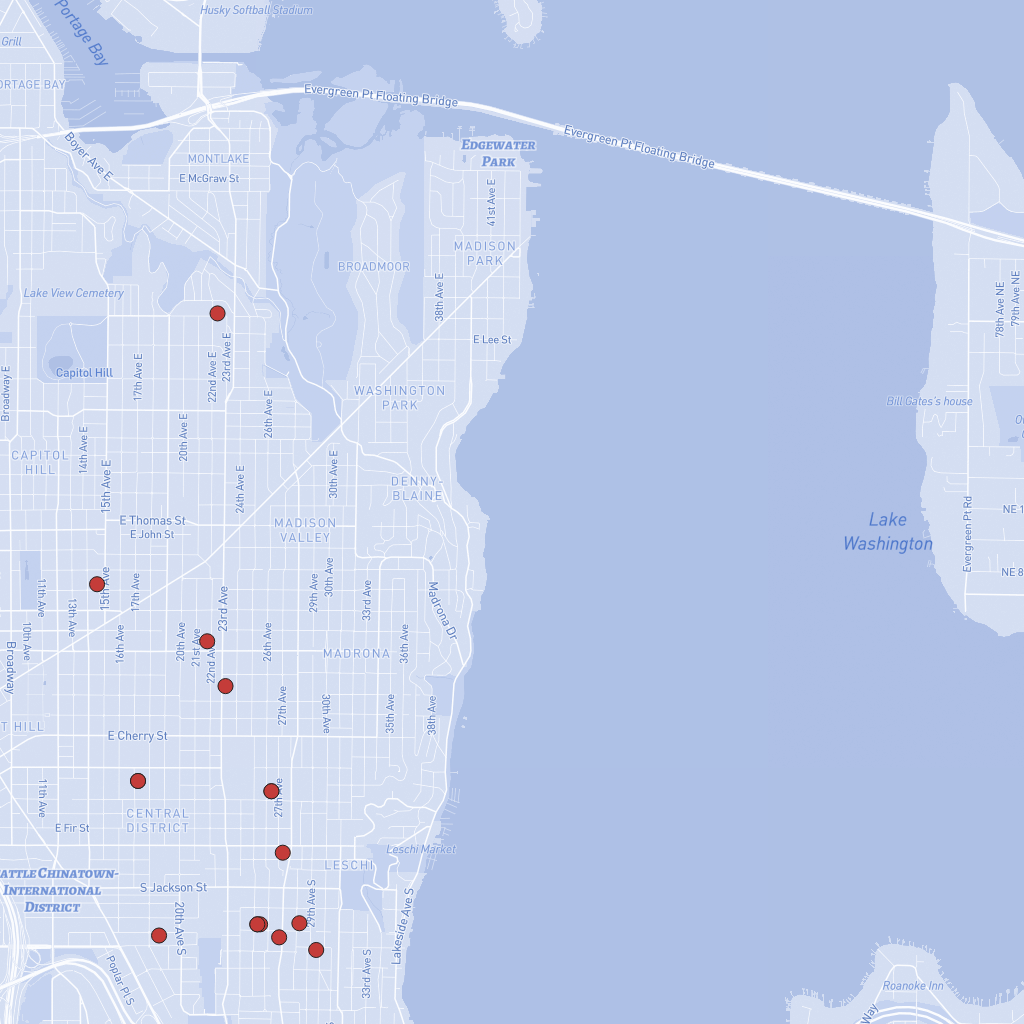 Husky Softball Stadium
Portage Bay
Grill
ORTAGE BAY
Evergreen Pt Floating Bridge
Evergreen Pt Floating Bridge
Boyer Ave E
MONTLAKE
E McGraw St
EDGEWATER
PARK
41st Ave E
MADISON
PARK
BROADMOOR
38th Ave E
Lake View Cemetery
78th Ave NE
79th Ave NE
E Lee St
23rd Ave E
22nd Ave E
17th Ave E
Capitol Hill
Broadway E
26th Ave E
WASHINGTON
PARK
Bill Gates's house
20th Ave E
14th Ave E
CAPITOL
HILL
15th Ave E
24th Ave E
30th Ave E
DENNY-
BLAINE
E Thomas St
E John St
MADISON
VALLEY
Lake
Washington
Evergreen Pt Rd
NE 1
NE 8
11th Ave
13th Ave
15th Ave
17th Ave
10th Ave
16th Ave
20th Ave
21st Ave
22nd Av
23rd Ave
26th Ave
29th Ave
30th Ave
33rd Ave
36th Ave
Madrona Dr
MADRONA
Broadway
27th Ave
30th Ave
35th Ave
38th Ave
T HILL
E Cherry St
11th Ave
27th Ave
CENTRAL
DISTRICT
E Fir St
Leschi Market
LESCHI
ATTLE CHINATOWN-
INTERNATIONAL
DISTRICT
S Jackson St
20th Ave S
29th Ave S
Lakeside Ave S
33rd Ave S
Poplar Pl S
Roanoke Inn
Way